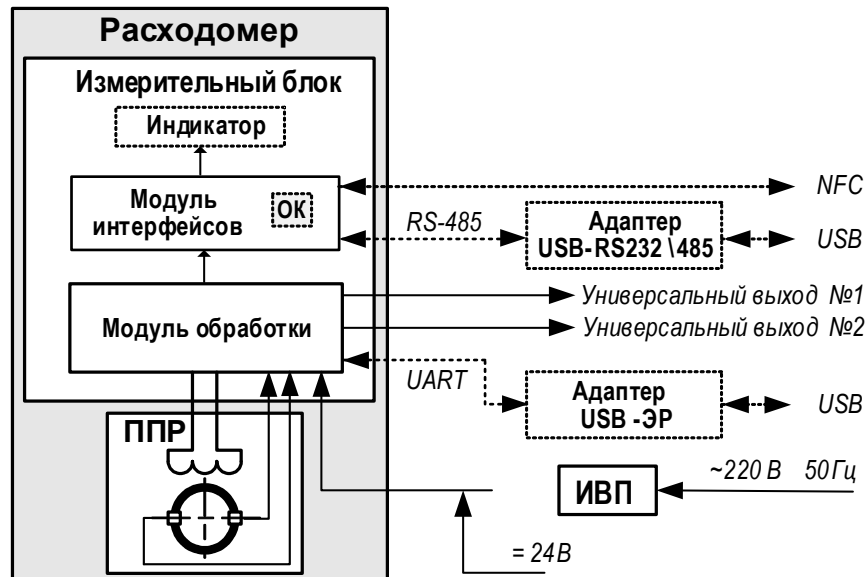 Расходомер
Измерительный блок
Индикатор
Модуль
интерфейсов
ОК
NFC
RS-485
Адаптер
USB-RS232\485
USB
Модуль обработки
Универсальный выход №1
Универсальный выход №2
UART
Адаптер
USB-ЭР
USB
ППР
ИВП
~220 В 50Гц
= 24В